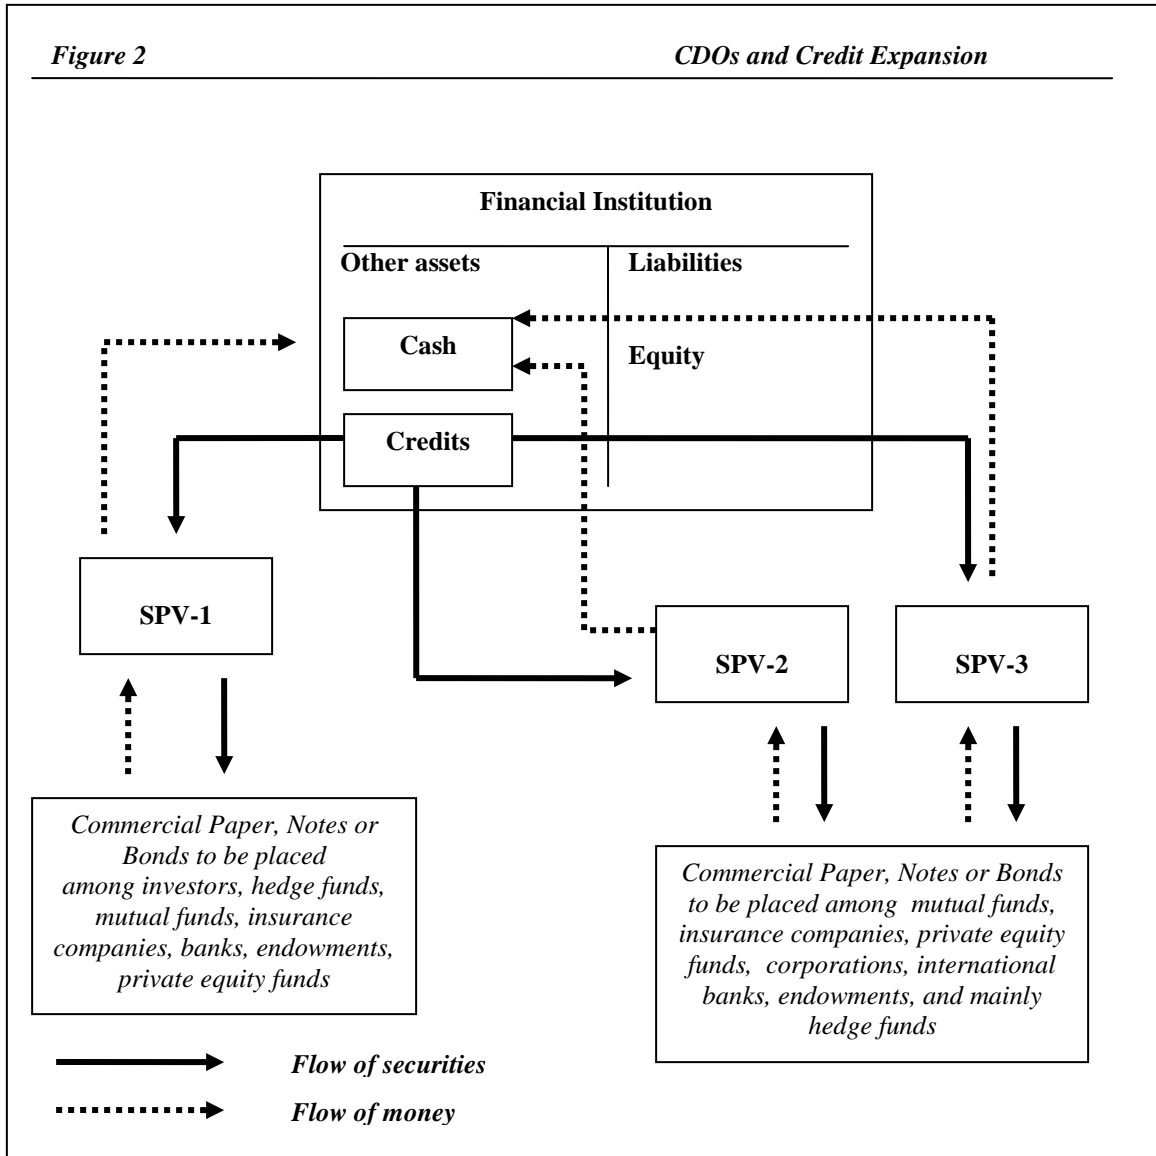 Figure 2 CDOs and Credit Expansion
Financial Institution
Other assets Liabilities
Cash
Equity
Credits
SPV-1
SPV-2
SPV-3
Commercial Paper, Notes or
Bonds to be placed
among investors, hedge funds,
mutual funds, insurance
companies, banks, endowments,
private equity funds
Commercial Paper, Notes or Bonds
to be placed among mutual funds,
insurance companies, private equity
funds, corporations, international
banks, endowments, and mainly
hedge funds
Flow of securities
Flow of money